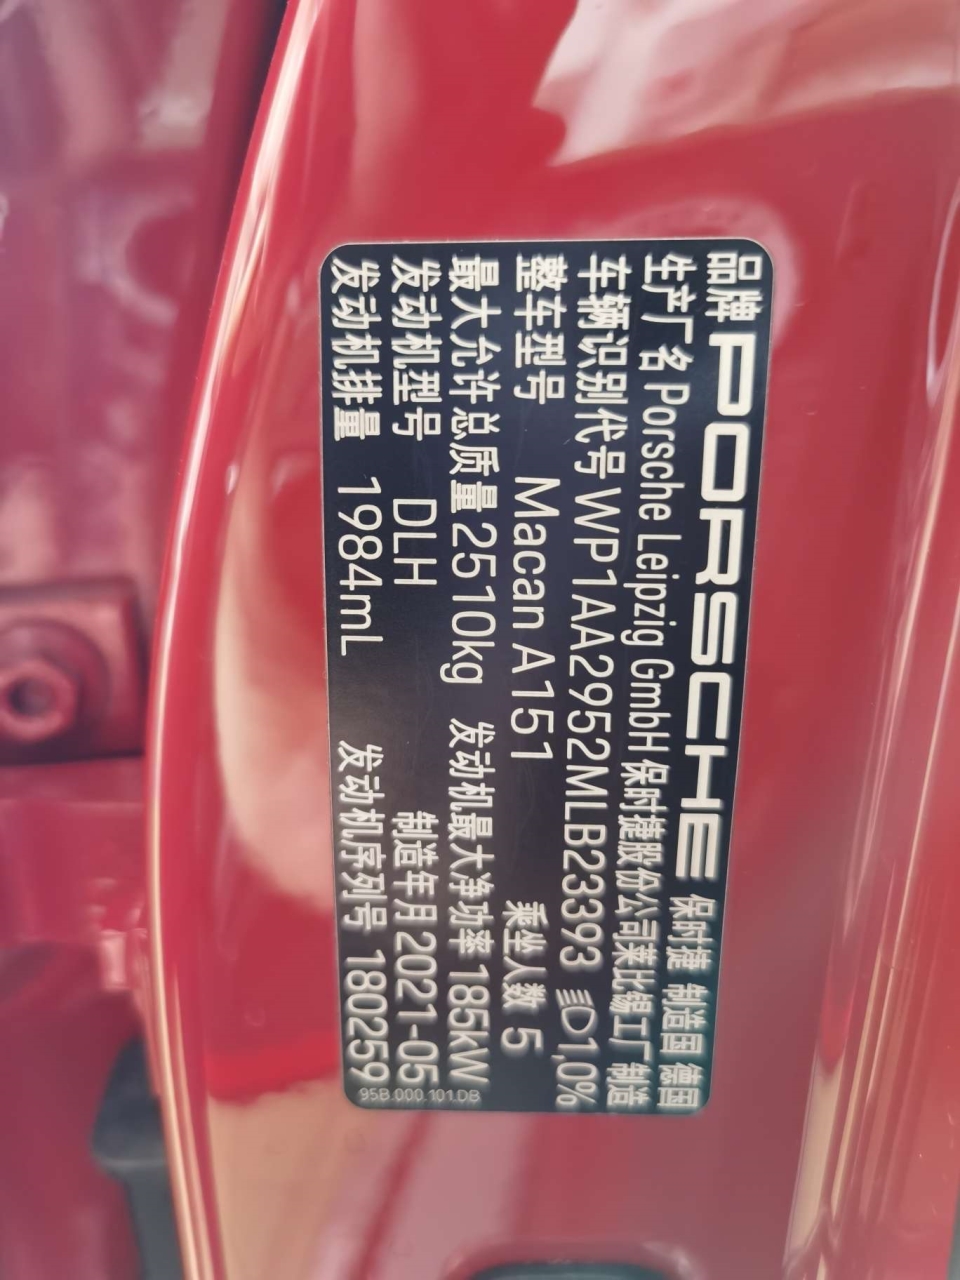 品牌 PORSCHE 保时捷 制造国 德国
生产厂名 Porsche Leipzig GmbH 保时捷股份公司莱比锡工厂 制造
车辆识别代号 WP1AA2952MLB23393 1,0%
整车型号 Macan A151 乘坐人数 5
最大允许总质量 2510kg 发动机最大净功率 185kW
发动机型号 DLH 制造年月 2021-05
发动机排量 1984mL 发动机序列号 180259
95B.000.101.DB